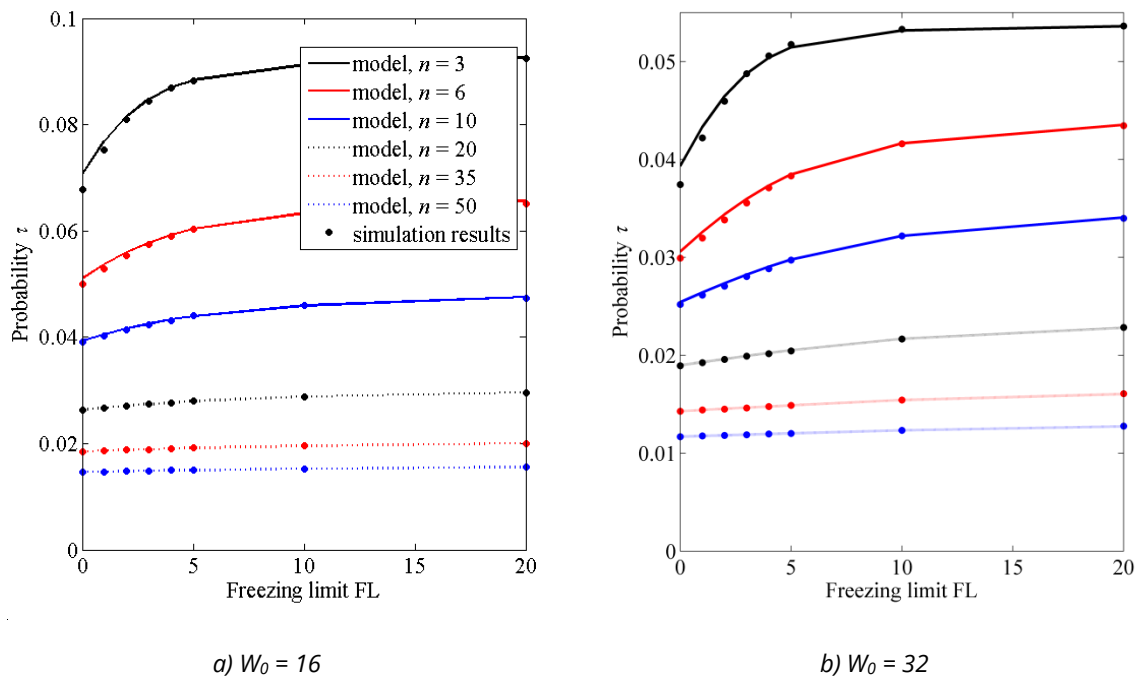 0.1
0.08
0.06
0.04
0.02
0
Probability τ
model, n = 3
model, n = 6
model, n = 10
model, n = 20
model, n = 35
model, n = 50
simulation results
0 5 10 15 20
Freezing limit FL
a) W0 = 16
0.05
0.04
0.03
0.02
0.01
0
Probability τ
0 5 10 15 20
Freezing limit FL
b) W0 = 32